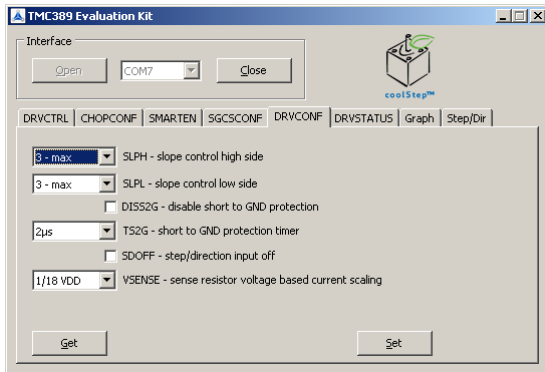 TMC389 Evaluation Kit
Interface
Open COM7 Close
coolStep™
DRVCTRL CHOPCONF SMARTEN SGCSCONF DRVCONF DRVSTATUS Graph Step/Dir
3 - max SLPH - slope control high side
3 - max SLPL - slope control low side
DISS2G - disable short to GND protection
2µs TS2G - short to GND protection timer
SDOFF - step/direction input off
1/18 VDD VSENSE - sense resistor voltage based current scaling
Get Set